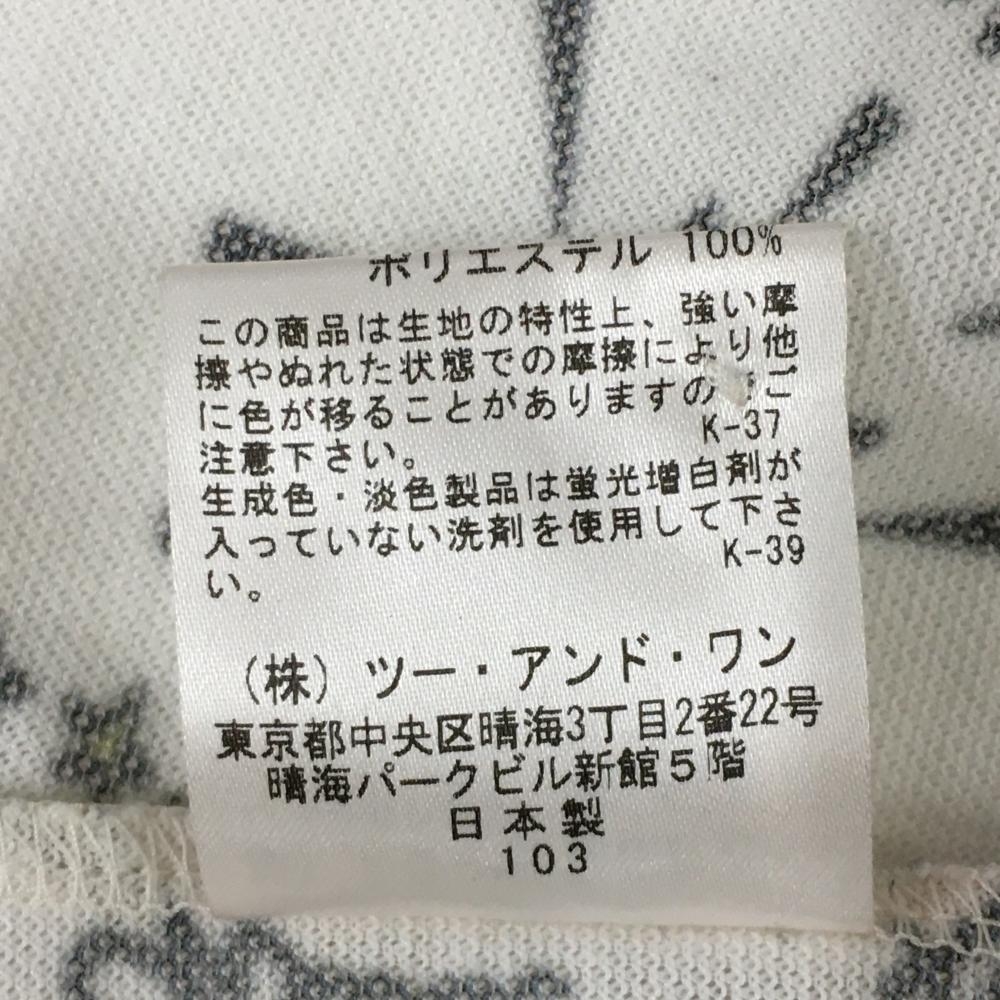 ポリエステル 100%
この商品は生地の特性上、強い摩
擦やぬれた状態での摩擦により他
に色が移ることがありますの ご
注意下さい。 K-37
生成色・淡色製品は蛍光増白剤が
入っていない洗剤を使用して下さ
い。 K-39
(株) ツー・アンド・ワン
東京都中央区晴海3丁目2番22号
晴海パークビル新館5階
日本製
103